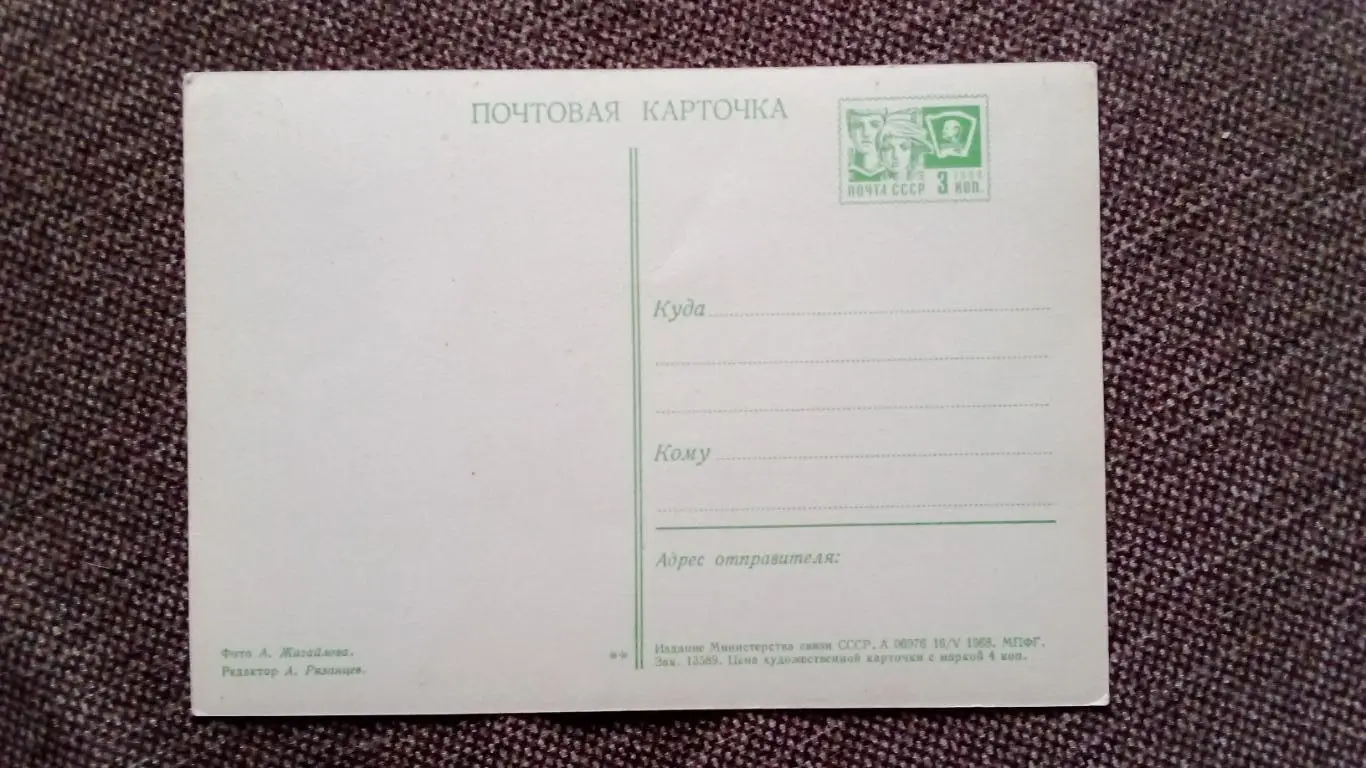 ПОЧТОВАЯ КАРТОЧКА
ПОЧТА СССР 3 КОП.
Куда
Кому
Адрес отправителя:
Фото А. Жигайлова.
Редактор А. Рязанцев.
**
Издание Министерства связи СССР. А 06976 16/V 1968. МПФГ.
Зак. 13589. Цена художественной карточки с маркой 4 коп.